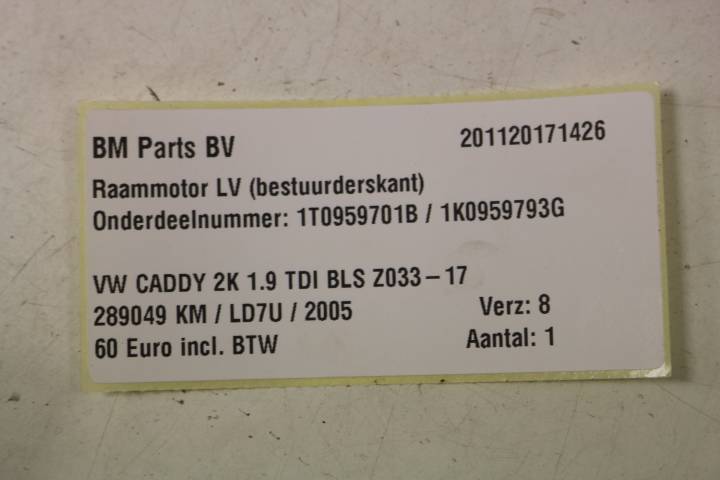 BM Parts BV 201120171426
Raammotor LV (bestuurderskant)
Onderdeelnummer: 1T0959701B / 1K0959793G
VW CADDY 2K 1.9 TDI BLS Z033-17
289049 KM / LD7U / 2005 Verz: 8
60 Euro incl. BTW Aantal: 1